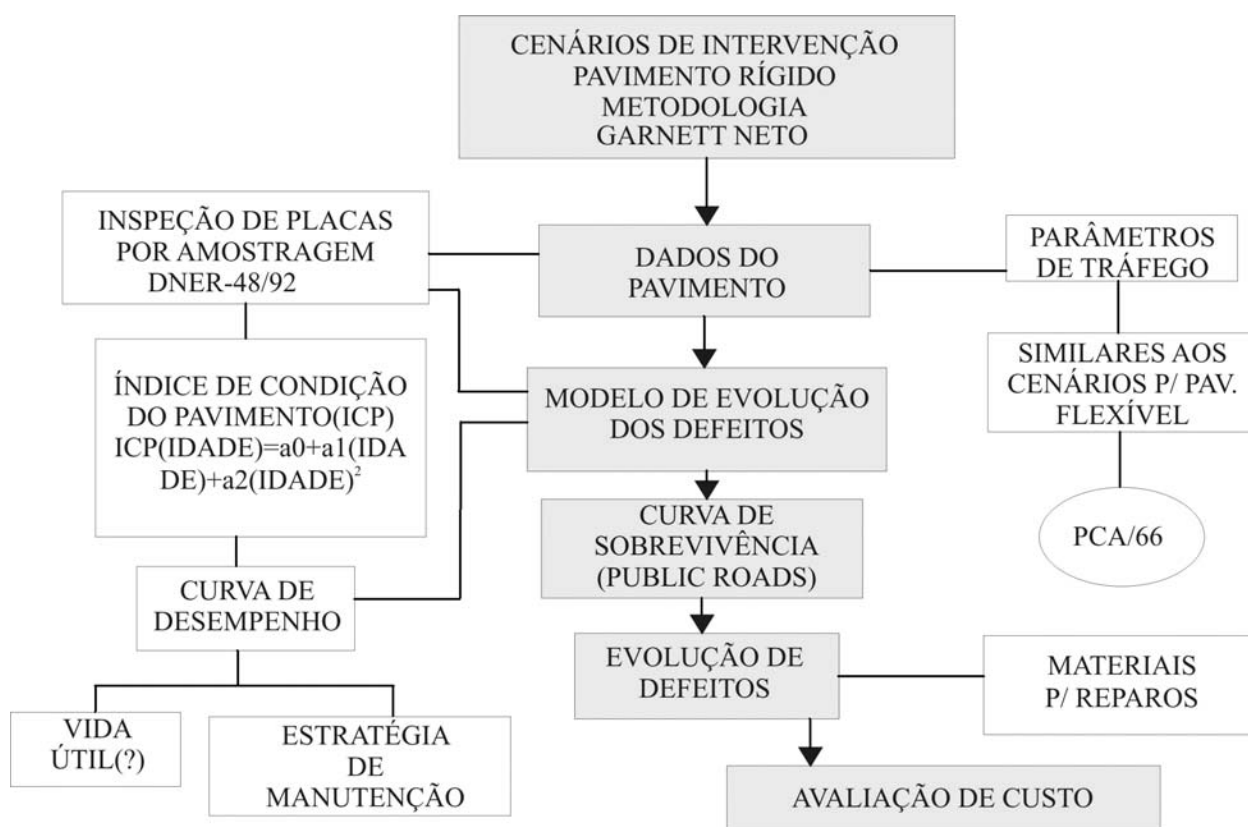 CENÁRIOS DE INTERVENÇÃO
PAVIMENTO RÍGIDO
METODOLOGIA
GARNETT NETO
INSPEÇÃO DE PLACAS
POR AMOSTRAGEM
DNER-48/92
DADOS DO
PAVIMENTO
PARÂMETROS
DE TRÁFEGO
ÍNDICE DE CONDIÇÃO
DO PAVIMENTO(ICP)
ICP(IDADE)=a0+a1(IDA
DE)+a2(IDADE)²
MODELO DE EVOLUÇÃO
DOS DEFEITOS
SIMILARES AOS
CENÁRIOS P/ PAV.
FLEXÍVEL
CURVA DE
SOBREVIVÊNCIA
(PUBLIC ROADS)
PCA/66
CURVA DE
DESEMPENHO
EVOLUÇÃO DE
DEFEITOS
MATERIAIS
P/ REPAROS
VIDA
ÚTIL(?)
ESTRATÉGIA
DE
MANUTENÇÃO
AVALIAÇÃO DE CUSTO